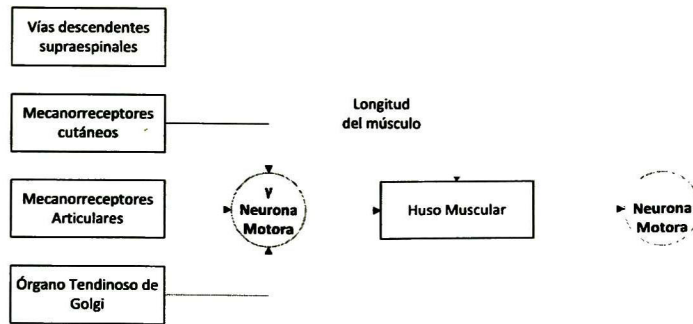 Vías descendentes
supraespinales
Mecanorreceptores
cutáneos
Longitud
del músculo
Mecanorreceptores
Articulares
γ
Neurona
Motora
Huso Muscular
Neurona
Motora
Órgano Tendinoso de
Golgi